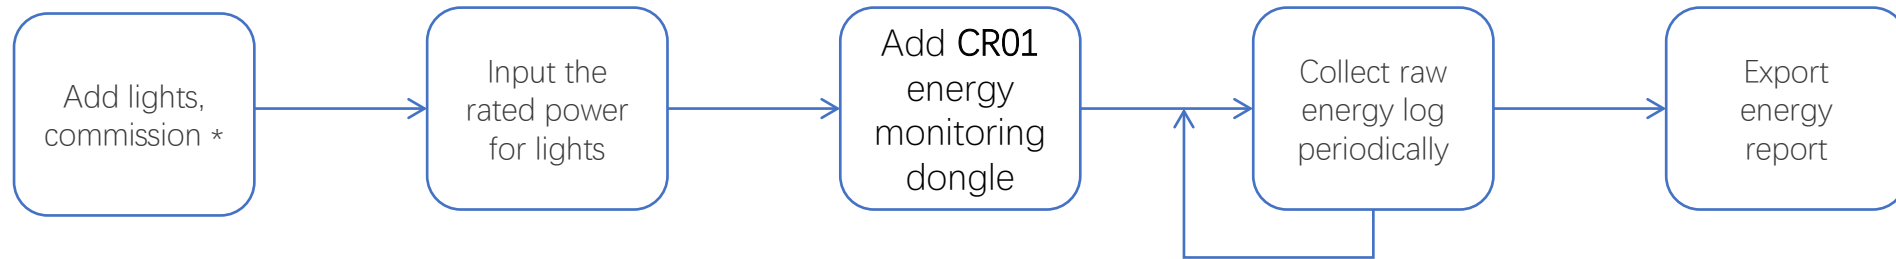 Add lights,
commission *
Input the
rated power
for lights
Add CR01
energy
monitoring
dongle
Collect raw
energy log
periodically
Export
energy
report